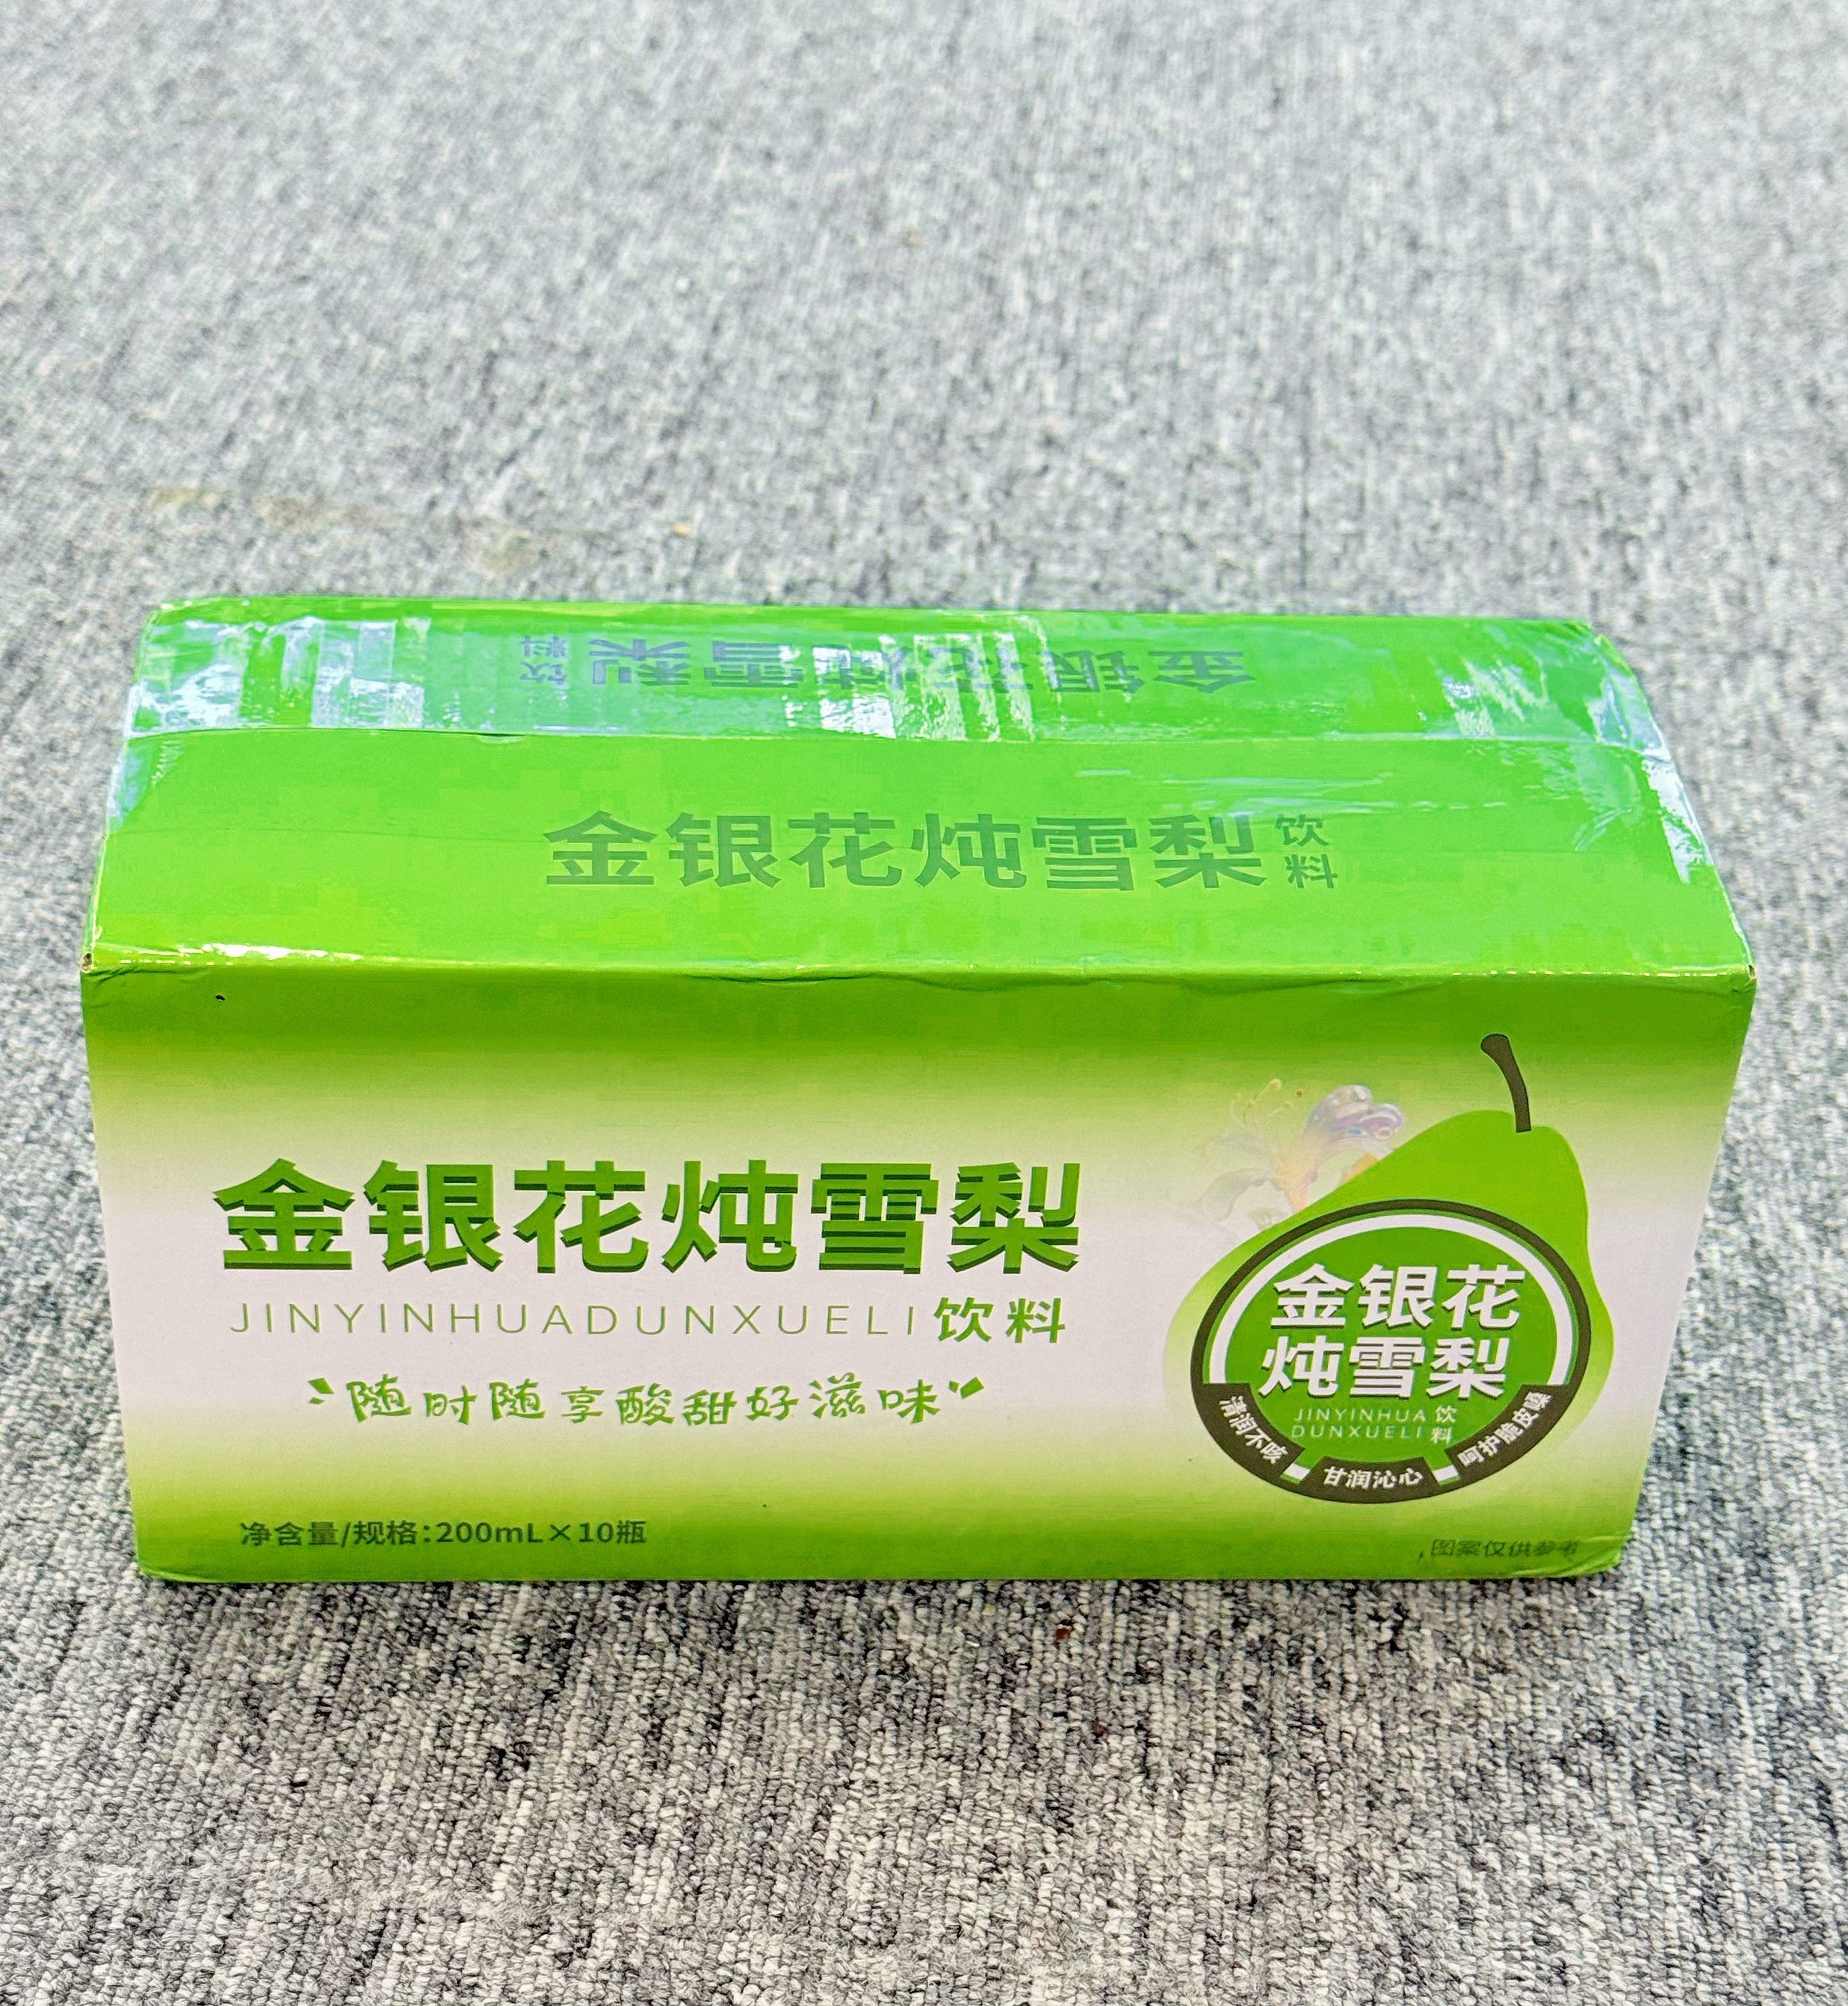 金银花炖雪梨饮料
金银花炖雪梨饮料
金银花炖雪梨
JINYINHUADUNXUELI饮料
随时随享酸甜好滋味
净含量/规格:200mL×10瓶
金银花
炖雪梨
JINYINHUA
DUNXUELI
饮料
清润不咳
甘润沁心
呵护脆皮嗓
图案仅供参考